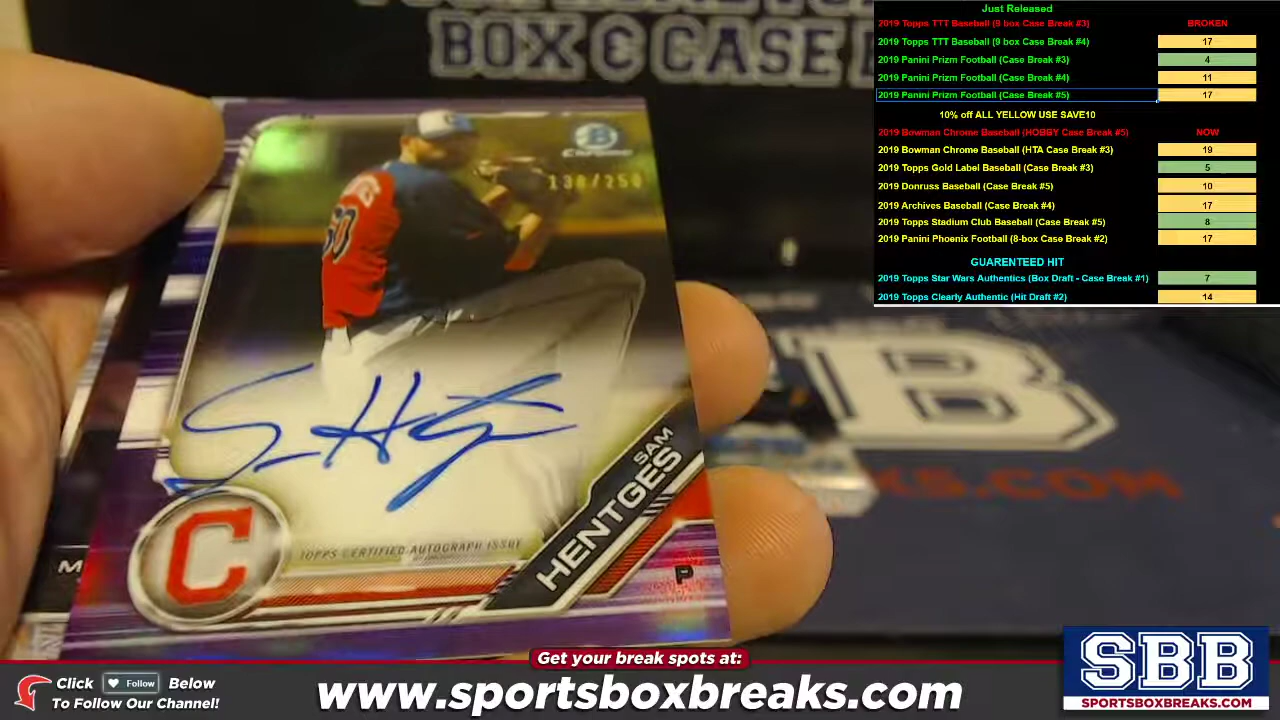 BOX & CASE
Chrome
138/250
60
SAM
HENTGES
TOPS CERTIFIED AUTOGRAPH ISSUE
P
C
M
B
KS.COM
Just Released
2019 Topps TTT Baseball (9 box Case Break #3) BROKEN
2019 Topps TTT Baseball (9 box Case Break #4) 17
2019 Panini Prizm Football (Case Break #3) 4
2019 Panini Prizm Football (Case Break #4) 11
2019 Panini Prizm Football (Case Break #5) 17
10% off ALL YELLOW USE SAVE10
2019 Bowman Chrome Baseball (HOBBY Case Break #5) NOW
2019 Bowman Chrome Baseball (HTA Case Break #3) 19
2019 Topps Gold Label Baseball (Case Break #3) 5
2019 Donruss Baseball (Case Break #5) 10
2019 Archives Baseball (Case Break #4) 17
2019 Topps Stadium Club Baseball (Case Break #5) 8
2019 Panini Phoenix Football (8-box Case Break #2) 17
GUARENTEED HIT
2019 Topps Star Wars Authentics (Box Draft - Case Break #1) 7
2019 Topps Clearly Authentic (Hit Draft #2) 14
Get your break spots at:
www.sportsboxbreaks.com
Click Follow Below
To Follow Our Channel!
SBB
SPORTSBOXBREAKS.COM